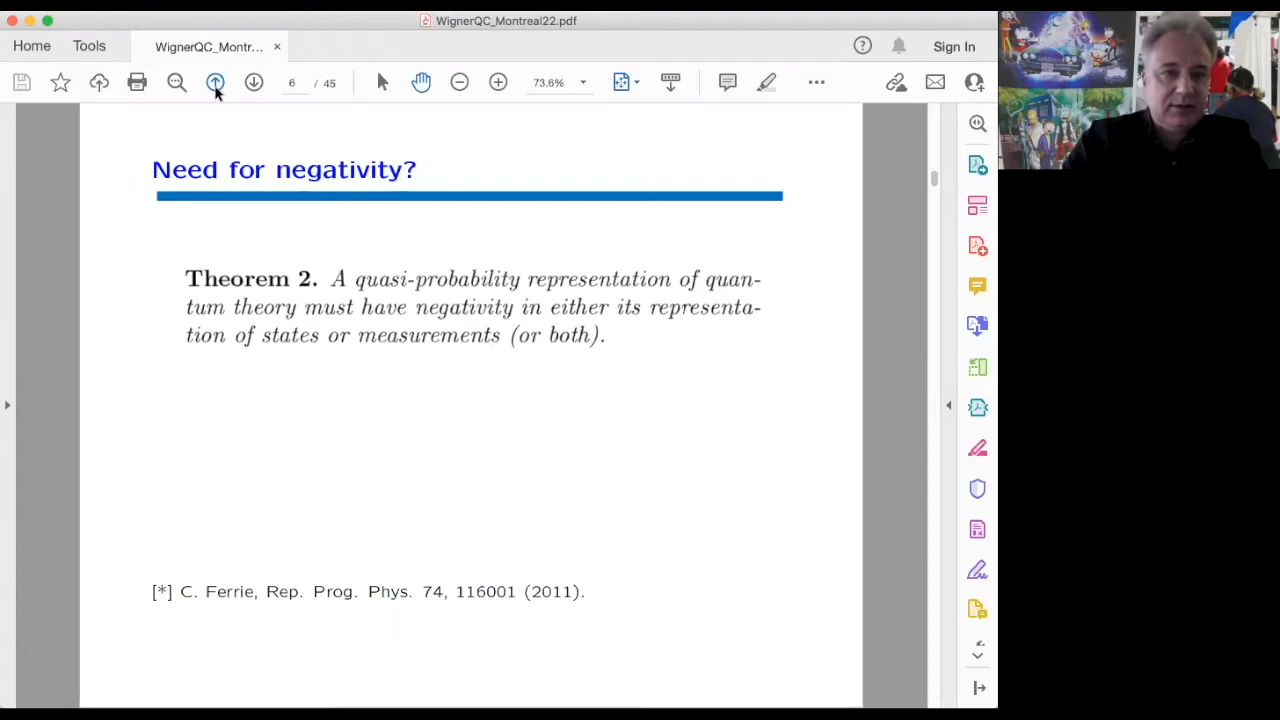 WignerQC_Montreal22.pdf
Home
Tools
WignerQC_Montr...
Sign In
6 / 45
73.6%
Need for negativity?
Theorem 2. A quasi-probability representation of quan-
tum theory must have negativity in either its representa-
tion of states or measurements (or both).
[*] C. Ferrie, Rep. Prog. Phys. 74, 116001 (2011).